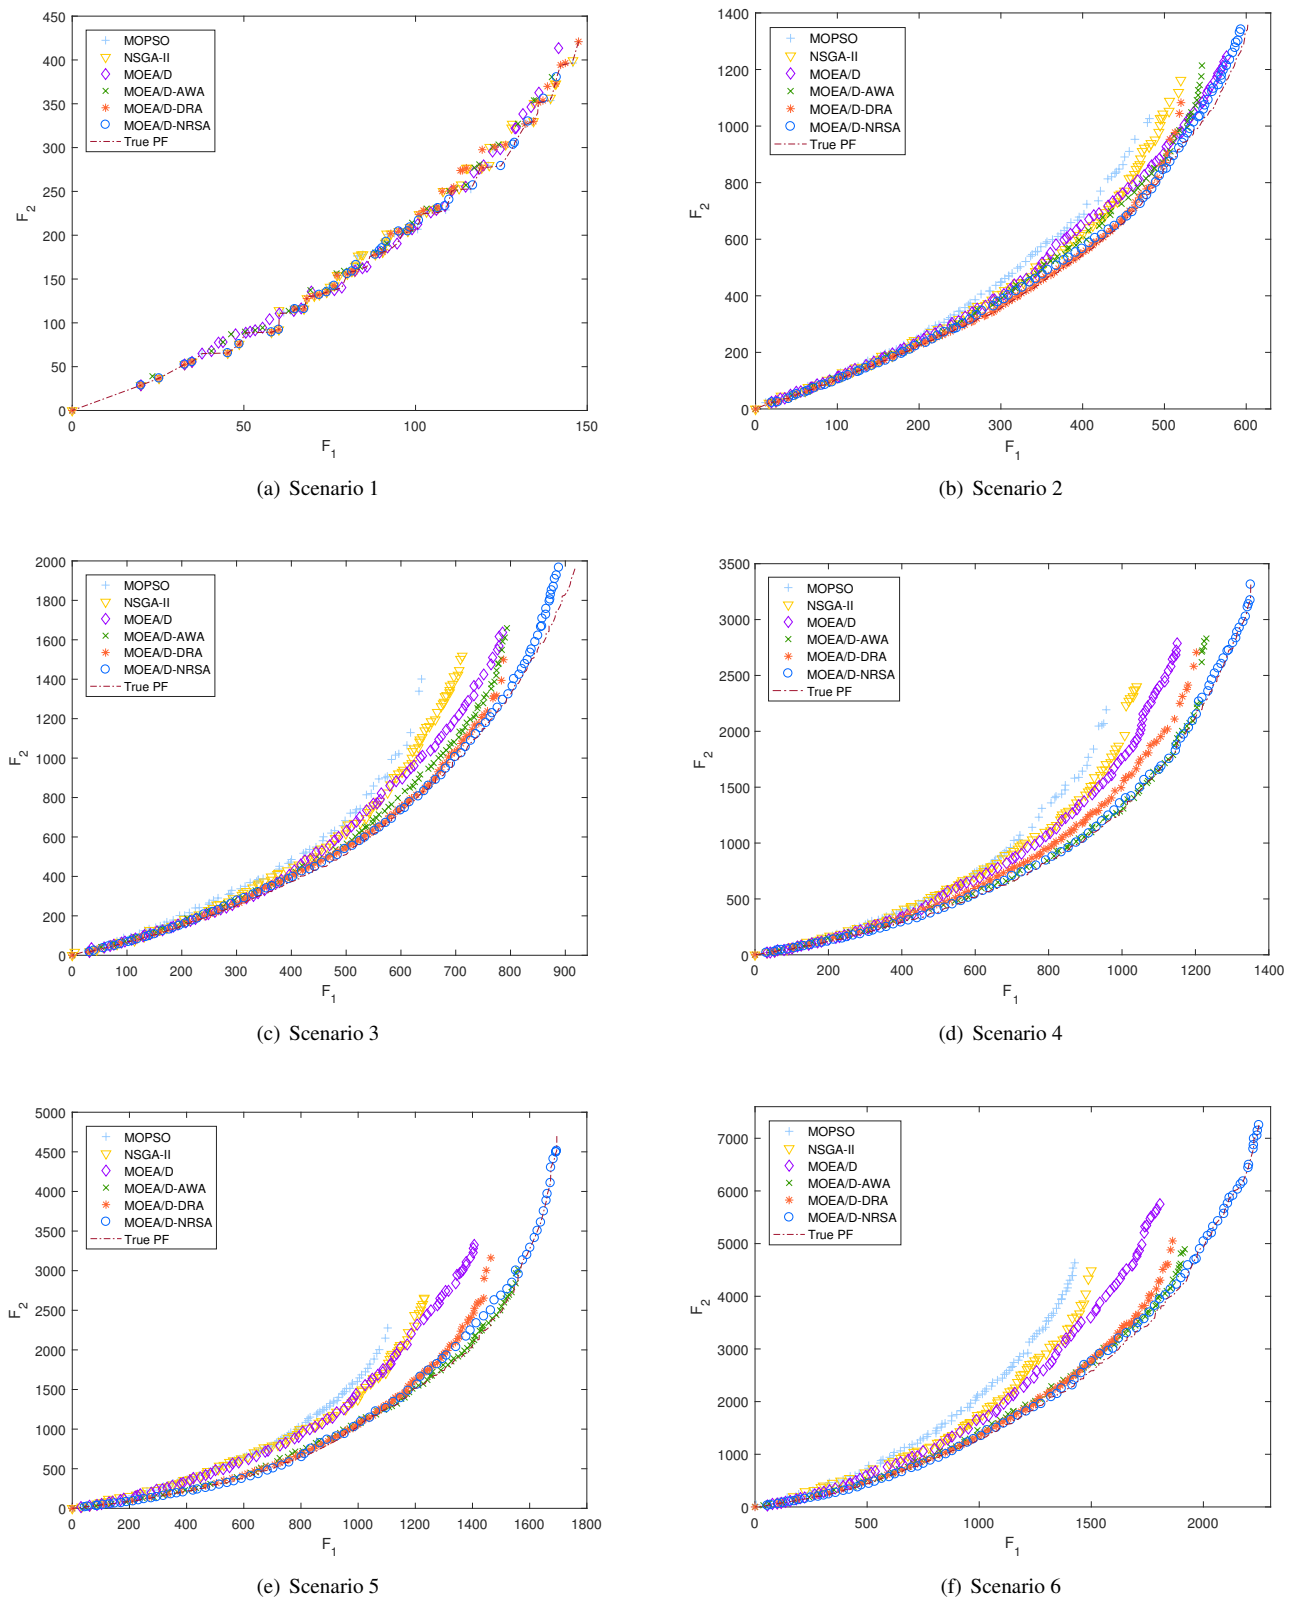 450
400
350
300
250
200
150
100
50
0
F2
MOPSO
NSGA-II
MOEA/D
MOEA/D-AWA
MOEA/D-DRA
MOEA/D-NRSA
True PF
0 50 100 150
F1
(a) Scenario 1
1400
1200
1000
800
600
400
200
0
F2
MOPSO
NSGA-II
MOEA/D
MOEA/D-AWA
MOEA/D-DRA
MOEA/D-NRSA
True PF
0 100 200 300 400 500 600
F1
(b) Scenario 2
2000
1800
1600
1400
1200
1000
800
600
400
200
0
F2
MOPSO
NSGA-II
MOEA/D
MOEA/D-AWA
MOEA/D-DRA
MOEA/D-NRSA
True PF
0 100 200 300 400 500 600 700 800 900
F1
(c) Scenario 3
3500
3000
2500
2000
1500
1000
500
0
F2
MOPSO
NSGA-II
MOEA/D
MOEA/D-AWA
MOEA/D-DRA
MOEA/D-NRSA
True PF
0 200 400 600 800 1000 1200 1400
F1
(d) Scenario 4
5000
4500
4000
3500
3000
2500
2000
1500
1000
500
0
F2
MOPSO
NSGA-II
MOEA/D
MOEA/D-AWA
MOEA/D-DRA
MOEA/D-NRSA
True PF
0 200 400 600 800 1000 1200 1400 1600 1800
F1
(e) Scenario 5
7000
6000
5000
4000
3000
2000
1000
0
F2
MOPSO
NSGA-II
MOEA/D
MOEA/D-AWA
MOEA/D-DRA
MOEA/D-NRSA
True PF
0 500 1000 1500 2000
F1
(f) Scenario 6